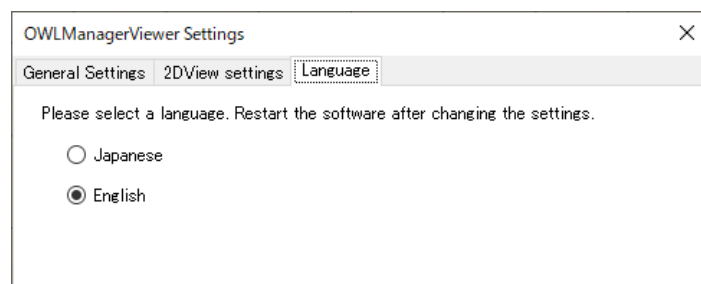 OWLManagerViewer Settings
General Settings 2DView settings Language
Please select a language. Restart the software after changing the settings.
Japanese
English